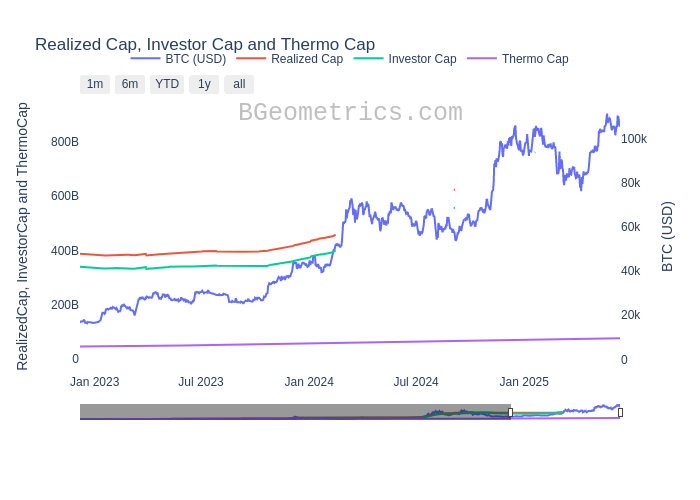 Realized Cap, Investor Cap and Thermo Cap
BTC (USD) Realized Cap Investor Cap Thermo Cap
1m 6m YTD 1y all
BGeometrics.com
RealizedCap, InvestorCap and ThermoCap
800B
600B
400B
200B
0
100k
80k
60k
40k
20k
0
BTC (USD)
Jan 2023 Jul 2023 Jan 2024 Jul 2024 Jan 2025